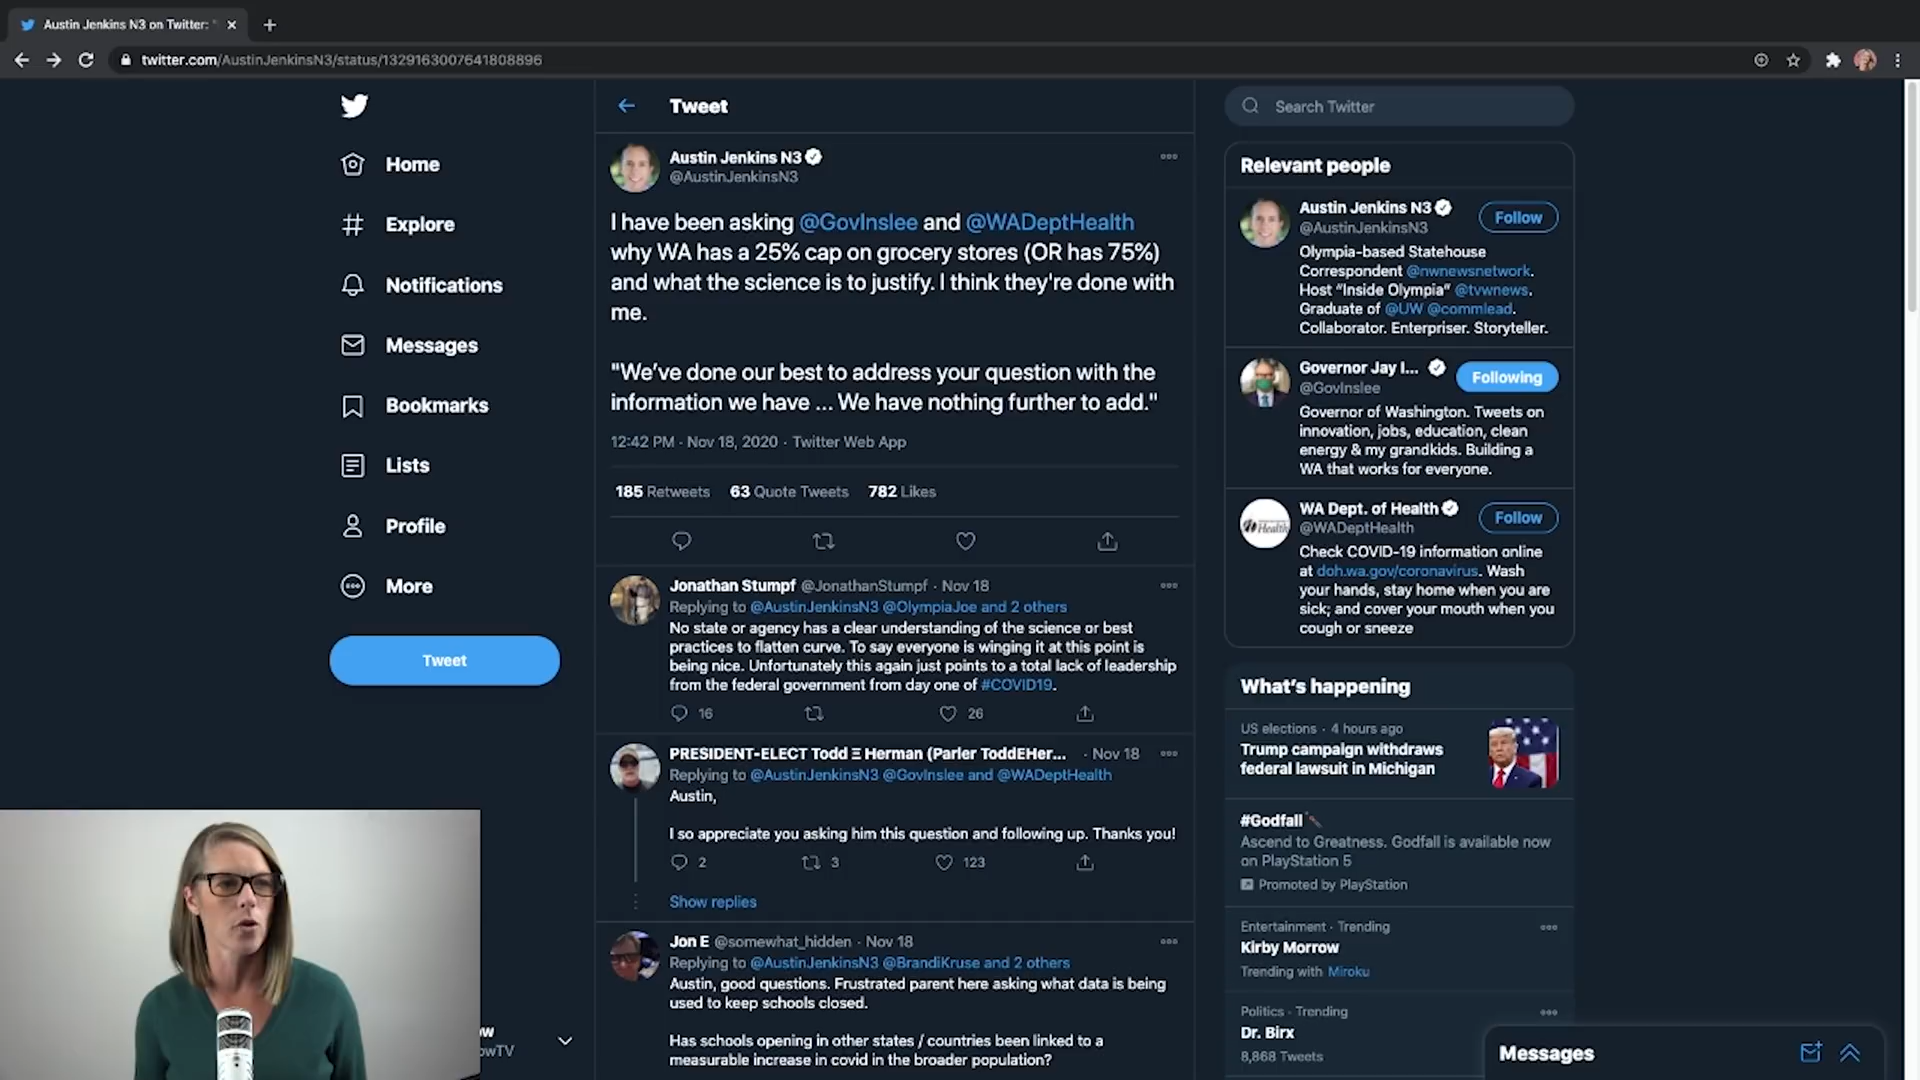 Austin Jenkins N3 on Twitter: "
twitter.com/AustinJenkinsN3/status/1329163007641808896
Home
Explore
Notifications
Messages
Bookmarks
Lists
Profile
More
Tweet
ow
owTV
Tweet
Austin Jenkins N3
@AustinJenkinsN3
I have been asking @GovInslee and @WADeptHealth
why WA has a 25% cap on grocery stores (OR has 75%)
and what the science is to justify. I think they're done with
me.
"We've done our best to address your question with the
information we have ... We have nothing further to add."
12:42 PM · Nov 18, 2020 · Twitter Web App
185 Retweets 63 Quote Tweets 782 Likes
Jonathan Stumpf @JonathanStumpf · Nov 18
Replying to @AustinJenkinsN3 @OlympiaJoe and 2 others
No state or agency has a clear understanding of the science or best
practices to flatten curve. To say everyone is winging it at this point is
being nice. Unfortunately this again just points to a total lack of leadership
from the federal government from day one of #COVID19.
16 26
PRESIDENT-ELECT Todd Ξ Herman (Parler ToddEHer... · Nov 18
Replying to @AustinJenkinsN3 @GovInslee and @WADeptHealth
Austin,
I so appreciate you asking him this question and following up. Thanks you!
2 3 123
Show replies
Jon E @somewhat_hidden · Nov 18
Replying to @AustinJenkinsN3 @BrandiKruse and 2 others
Austin, good questions. Frustrated parent here asking what data is being
used to keep schools closed.
Has schools opening in other states / countries been linked to a
measurable increase in covid in the broader population?
Search Twitter
Relevant people
Austin Jenkins N3
@AustinJenkinsN3
Follow
Olympia-based Statehouse
Correspondent @nwnewsnetwork.
Host "Inside Olympia" @tvwnews.
Graduate of @UW @commlead.
Collaborator. Enterpriser. Storyteller.
Governor Jay I...
@GovInslee
Following
Governor of Washington. Tweets on
innovation, jobs, education, clean
energy & my grandkids. Building a
WA that works for everyone.
Health
WA Dept. of Health
@WADeptHealth
Follow
Check COVID-19 information online
at doh.wa.gov/coronavirus. Wash
your hands, stay home when you are
sick; and cover your mouth when you
cough or sneeze
What's happening
US elections · 4 hours ago
Trump campaign withdraws
federal lawsuit in Michigan
#Godfall
Ascend to Greatness. Godfall is available now
on PlayStation 5
Promoted by PlayStation
Entertainment · Trending
Kirby Morrow
Trending with Miroku
Politics · Trending
Dr. Birx
8,868 Tweets
Messages